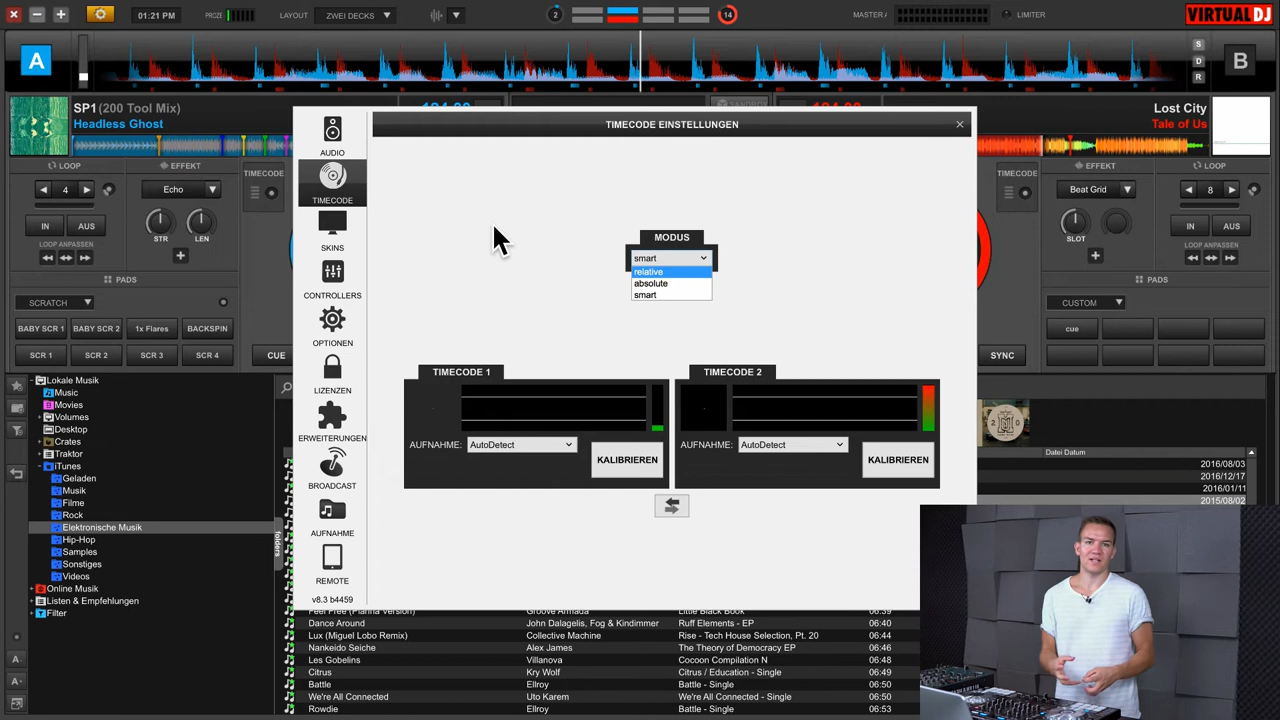 01:21 PM
PROZE
LAYOUT
ZWEI DECKS
2
14
MASTER
LIMITER
VIRTUAL DJ
A
S
D
R
B
SP1 (200 Tool Mix)
Headless Ghost
Lost City
Tale of Us
LOOP
EFFEKT
TIMECODE
4
Echo
IN
AUS
STR
LEN
LOOP ANPASSEN
PADS
SCRATCH
BABY SCR 1
BABY SCR 2
1x Flares
BACKSPIN
SCR 1
SCR 2
SCR 3
SCR 4
CUE
AUDIO
TIMECODE
SKINS
CONTROLLERS
OPTIONEN
LIZENZEN
ERWEITERUNGEN
BROADCAST
AUFNAHME
REMOTE
v8.3 b4459
TIMECODE EINSTELLUNGEN
MODUS
smart
relative
absolute
smart
TIMECODE 1
AUFNAHME:
AutoDetect
KALIBRIEREN
TIMECODE 2
AUFNAHME:
AutoDetect
KALIBRIEREN
TIMECODE
EFFEKT
LOOP
Beat Grid
8
SLOT
IN
AUS
LOOP ANPASSEN
PADS
CUSTOM
cue
SYNC
Lokale Musik
Music
Movies
Volumes
Desktop
Crates
Traktor
iTunes
Geladen
Musik
Filme
Rock
Elektronische Musik
Hip-Hop
Samples
Sonstiges
Videos
Online Musik
Listen & Empfehlungen
Filter
folders
Datei Datum
2016/08/03
2016/12/17
2016/01/11
2015/08/02
Dance Around John Dalagelis, Fog & Kindimmer Ruff Elements - EP 06:40
Lux (Miguel Lobo Remix) Collective Machine Rise - Tech House Selection, Pt. 20 06:44
Nankeido Seiche Alex James The Theory of Democracy EP 06:46
Les Gobelins Villanova Cocoon Compilation N 06:48
Citrus Kry Wolf Citrus / Education - Single 06:49
Battle Ellroy Battle - Single 06:50
We're All Connected Uto Karem We're All Connected - Single 06:50
Rowdie Ellroy Battle - Single 06:53